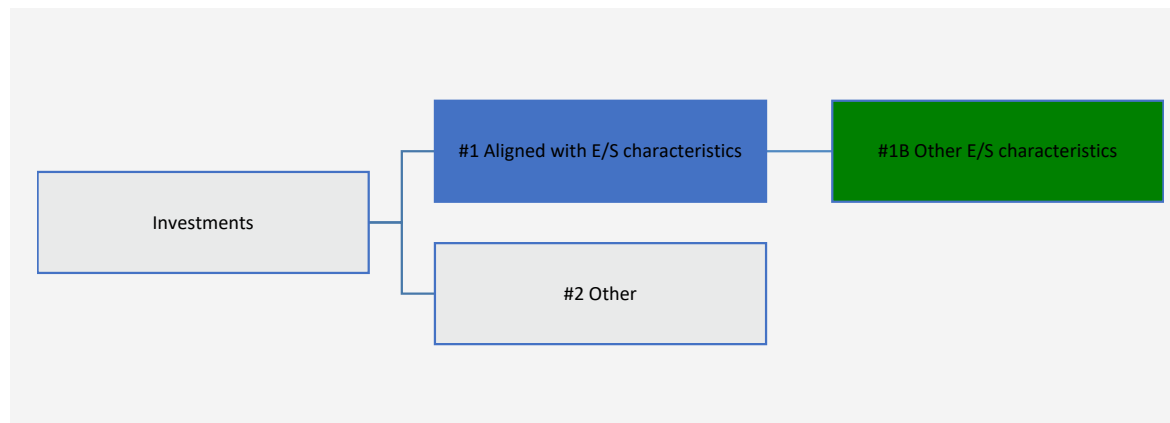 #1 Aligned with E/S characteristics
#1B Other E/S characteristics
Investments
#2 Other